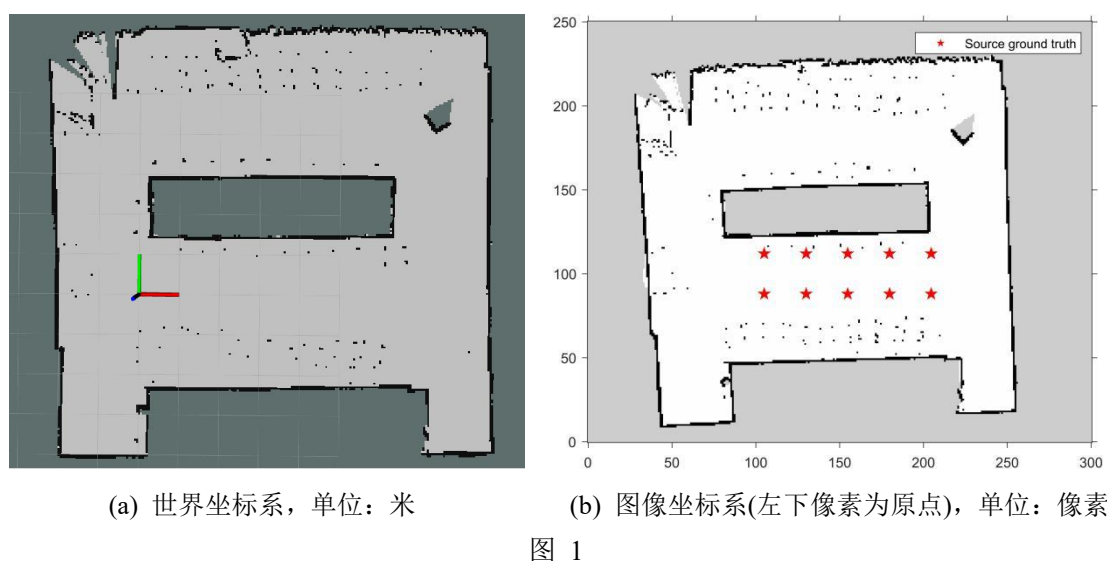 250
200
150
100
50
0
Source ground truth
0 50 100 150 200 250 300
(a) 世界坐标系，单位：米
(b) 图像坐标系(左下像素为原点)，单位：像素
图 1